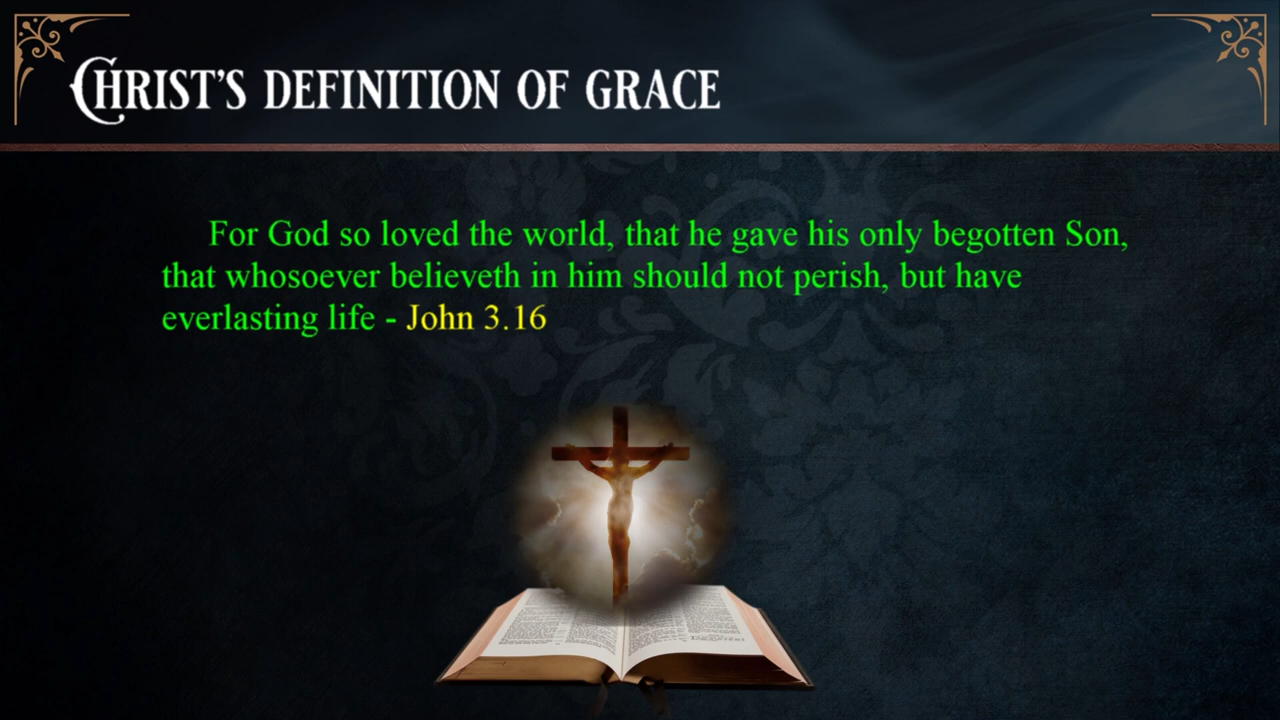 CHRIST'S DEFINITION OF GRACE
For God so loved the world, that he gave his only begotten Son,
that whosoever believeth in him should not perish, but have
everlasting life - John 3.16